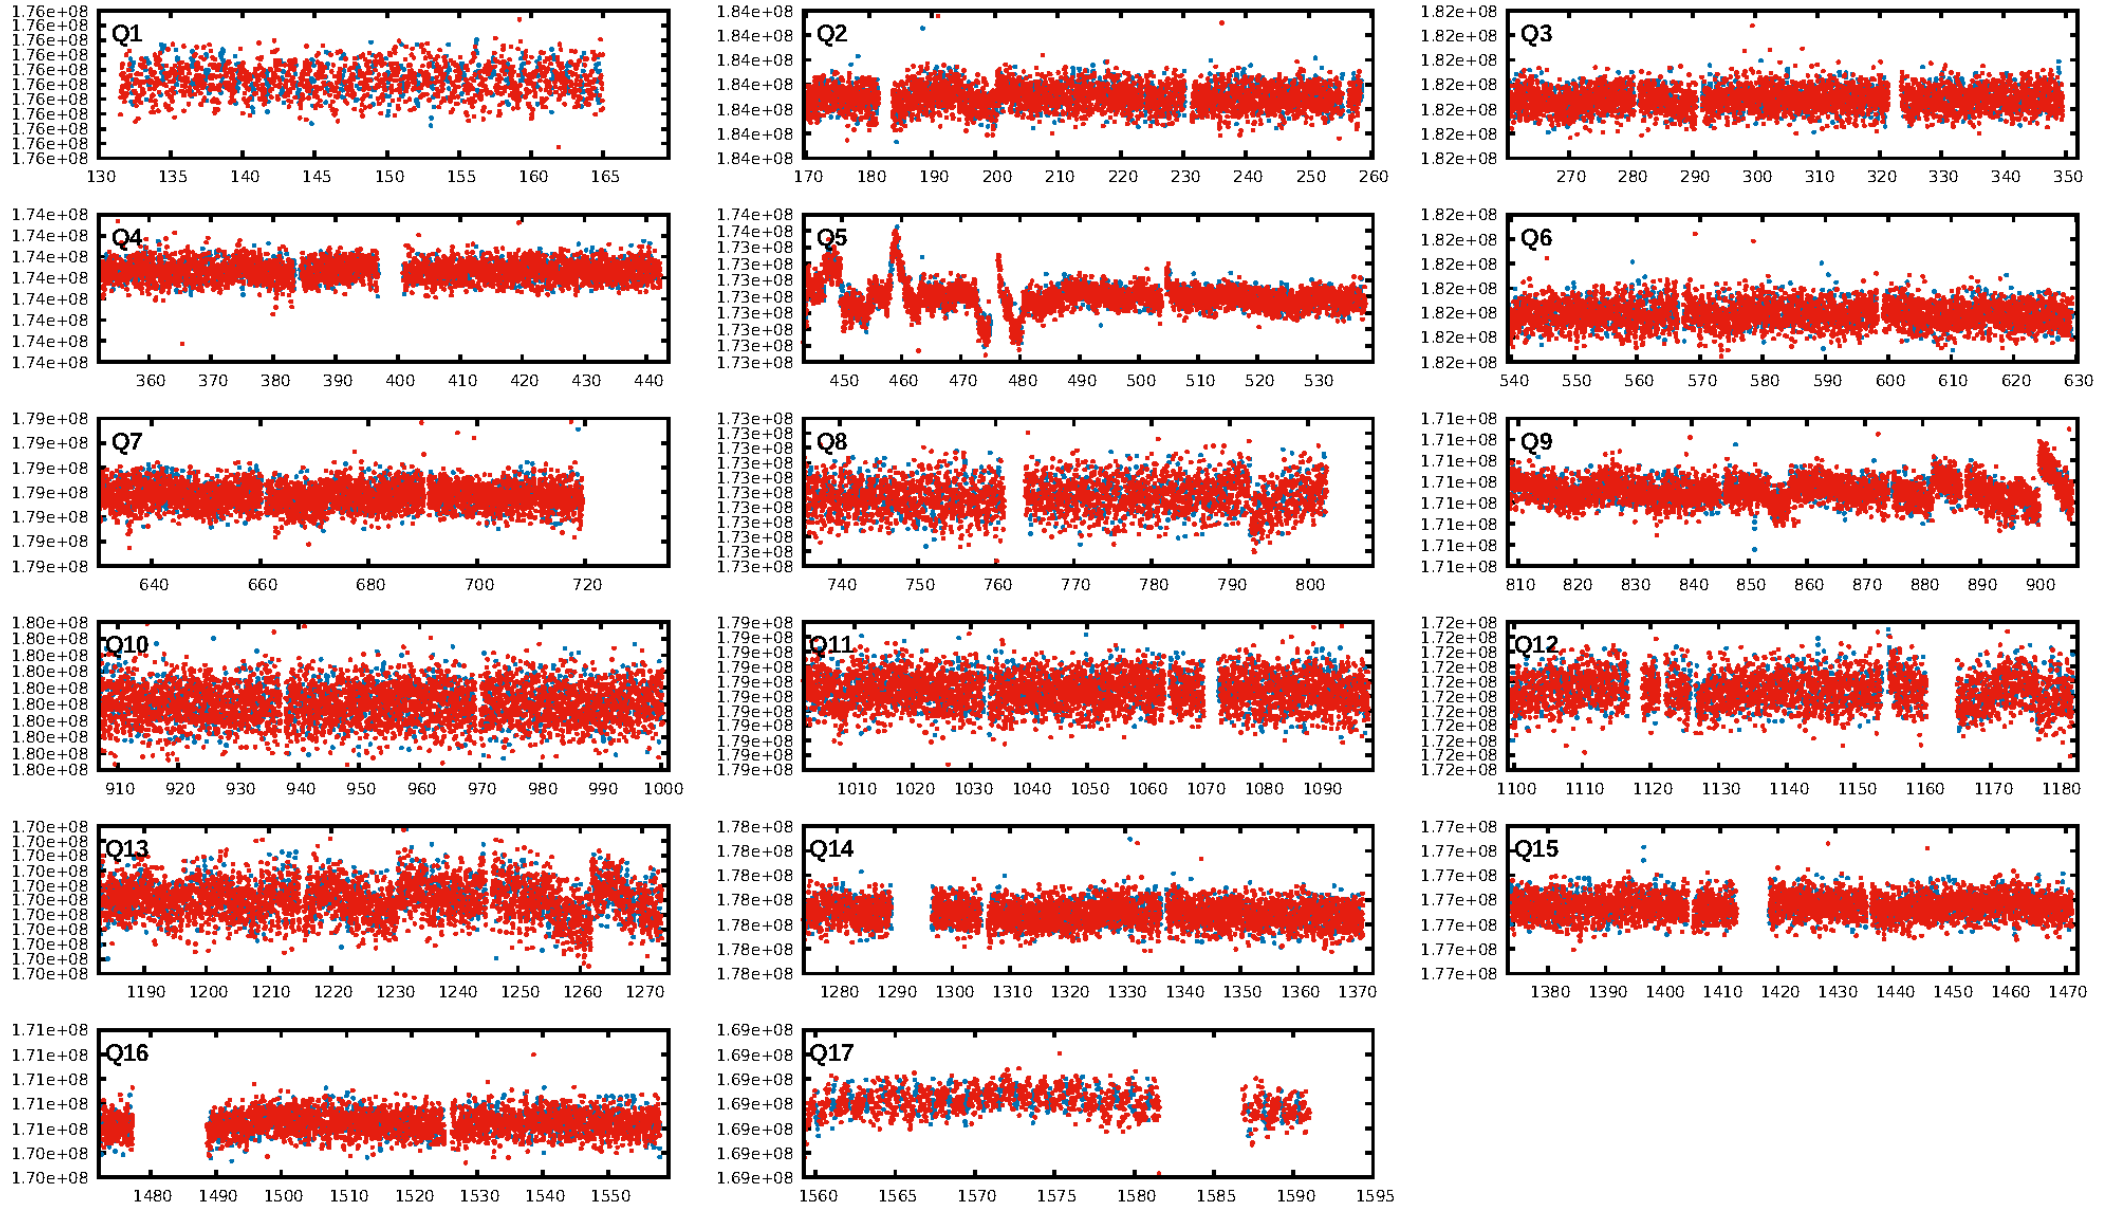 1.76e+08
1.76e+08
1.76e+08
1.76e+08
1.76e+08
1.76e+08
1.76e+08
1.76e+08
1.76e+08
1.76e+08
1.76e+08
Q1
130 135 140 145 150 155 160 165
1.84e+08
1.84e+08
1.84e+08
1.84e+08
1.84e+08
1.84e+08
1.84e+08
Q2
170 180 190 200 210 220 230 240 250 260
1.82e+08
1.82e+08
1.82e+08
1.82e+08
1.82e+08
1.82e+08
1.82e+08
Q3
270 280 290 300 310 320 330 340 350
1.74e+08
1.74e+08
1.74e+08
1.74e+08
1.74e+08
1.74e+08
1.74e+08
1.74e+08
Q4
360 370 380 390 400 410 420 430 440
1.74e+08
1.74e+08
1.73e+08
1.73e+08
1.73e+08
1.73e+08
1.73e+08
1.73e+08
1.73e+08
1.73e+08
Q5
450 460 470 480 490 500 510 520 530
1.82e+08
1.82e+08
1.82e+08
1.82e+08
1.82e+08
1.82e+08
1.82e+08
Q6
540 550 560 570 580 590 600 610 620 630
1.79e+08
1.79e+08
1.79e+08
1.79e+08
1.79e+08
1.79e+08
1.79e+08
Q7
640 660 680 700 720
1.73e+08
1.73e+08
1.73e+08
1.73e+08
1.73e+08
1.73e+08
1.73e+08
1.73e+08
1.73e+08
1.73e+08
1.73e+08
Q8
740 750 760 770 780 790 800
1.71e+08
1.71e+08
1.71e+08
1.71e+08
1.71e+08
1.71e+08
1.71e+08
1.71e+08
Q9
810 820 830 840 850 860 870 880 890 900
1.80e+08
1.80e+08
1.80e+08
1.80e+08
1.80e+08
1.80e+08
1.80e+08
1.80e+08
1.80e+08
1.80e+08
Q10
910 920 930 940 950 960 970 980 990 1000
1.79e+08
1.79e+08
1.79e+08
1.79e+08
1.79e+08
1.79e+08
1.79e+08
1.79e+08
1.79e+08
1.79e+08
1.79e+08
Q11
1010 1020 1030 1040 1050 1060 1070 1080 1090
1.72e+08
1.72e+08
1.72e+08
1.72e+08
1.72e+08
1.72e+08
1.72e+08
1.72e+08
1.72e+08
1.72e+08
1.72e+08
Q12
1100 1110 1120 1130 1140 1150 1160 1170 1180
1.70e+08
1.70e+08
1.70e+08
1.70e+08
1.70e+08
1.70e+08
1.70e+08
1.70e+08
1.70e+08
1.70e+08
1.70e+08
Q13
1190 1200 1210 1220 1230 1240 1250 1260 1270
1.78e+08
1.78e+08
1.78e+08
1.78e+08
1.78e+08
1.78e+08
1.78e+08
Q14
1280 1290 1300 1310 1320 1330 1340 1350 1360 1370
1.77e+08
1.77e+08
1.77e+08
1.77e+08
1.77e+08
1.77e+08
1.77e+08
Q15
1380 1390 1400 1410 1420 1430 1440 1450 1460 1470
1.71e+08
1.71e+08
1.71e+08
1.71e+08
1.71e+08
1.70e+08
1.70e+08
Q16
1480 1490 1500 1510 1520 1530 1540 1550
1.69e+08
1.69e+08
1.69e+08
1.69e+08
1.69e+08
1.69e+08
1.69e+08
Q17
1560 1565 1570 1575 1580 1585 1590 1595